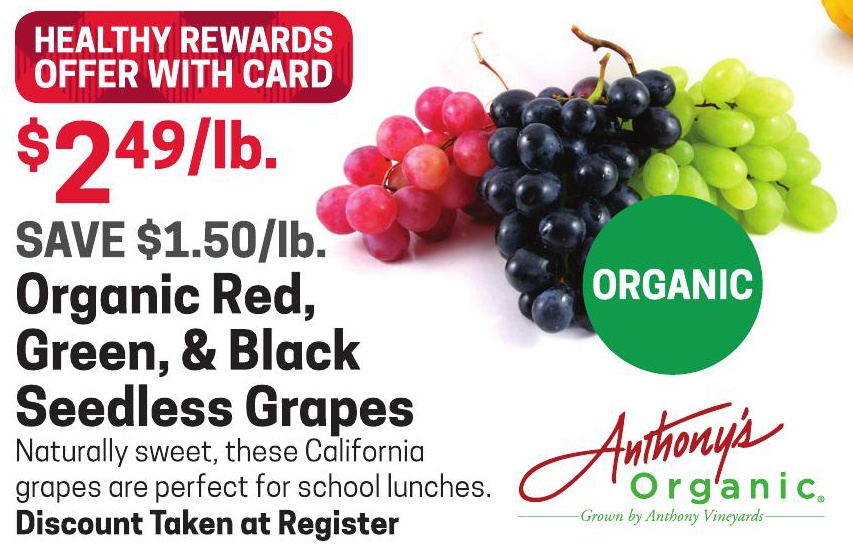 HEALTHY REWARDS
OFFER WITH CARD
$2 49/lb.
SAVE $1.50/lb.
Organic Red,
Green, & Black
Seedless Grapes
Naturally sweet, these California
grapes are perfect for school lunches.
Discount Taken at Register
ORGANIC
Anthony's
Organic®
Grown by Anthony Vineyards